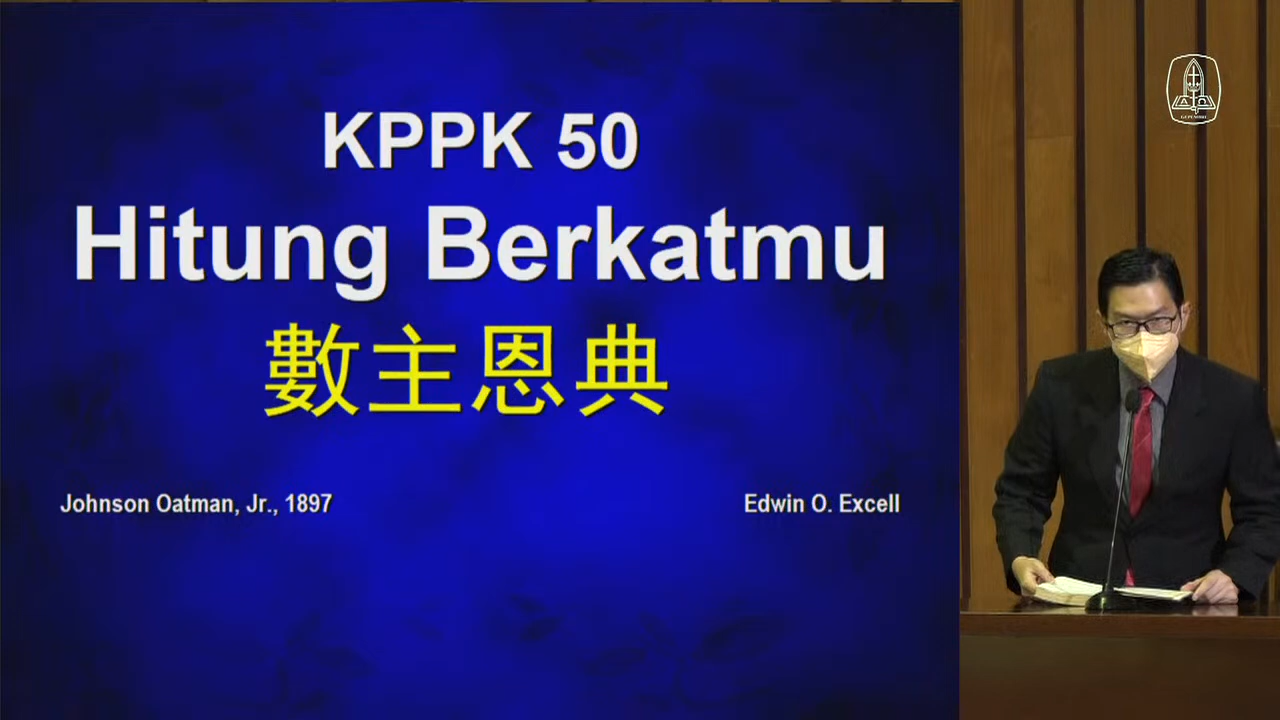 KPPK 50
Hitung Berkatmu
數主恩典
Johnson Oatman, Jr., 1897
Edwin O. Excell